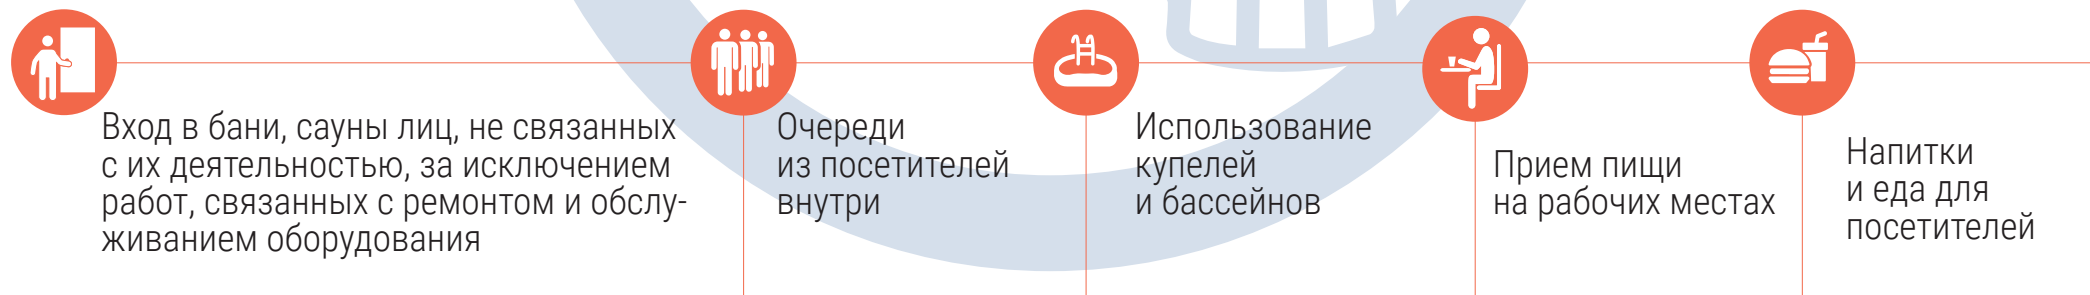 Вход в бани, сауны лиц, не связанных
с их деятельностью, за исключением
работ, связанных с ремонтом и обслу-
живанием оборудования
Очереди
из посетителей
внутри
Использование
купелей
и бассейнов
Прием пищи
на рабочих местах
Напитки
и еда для
посетителей